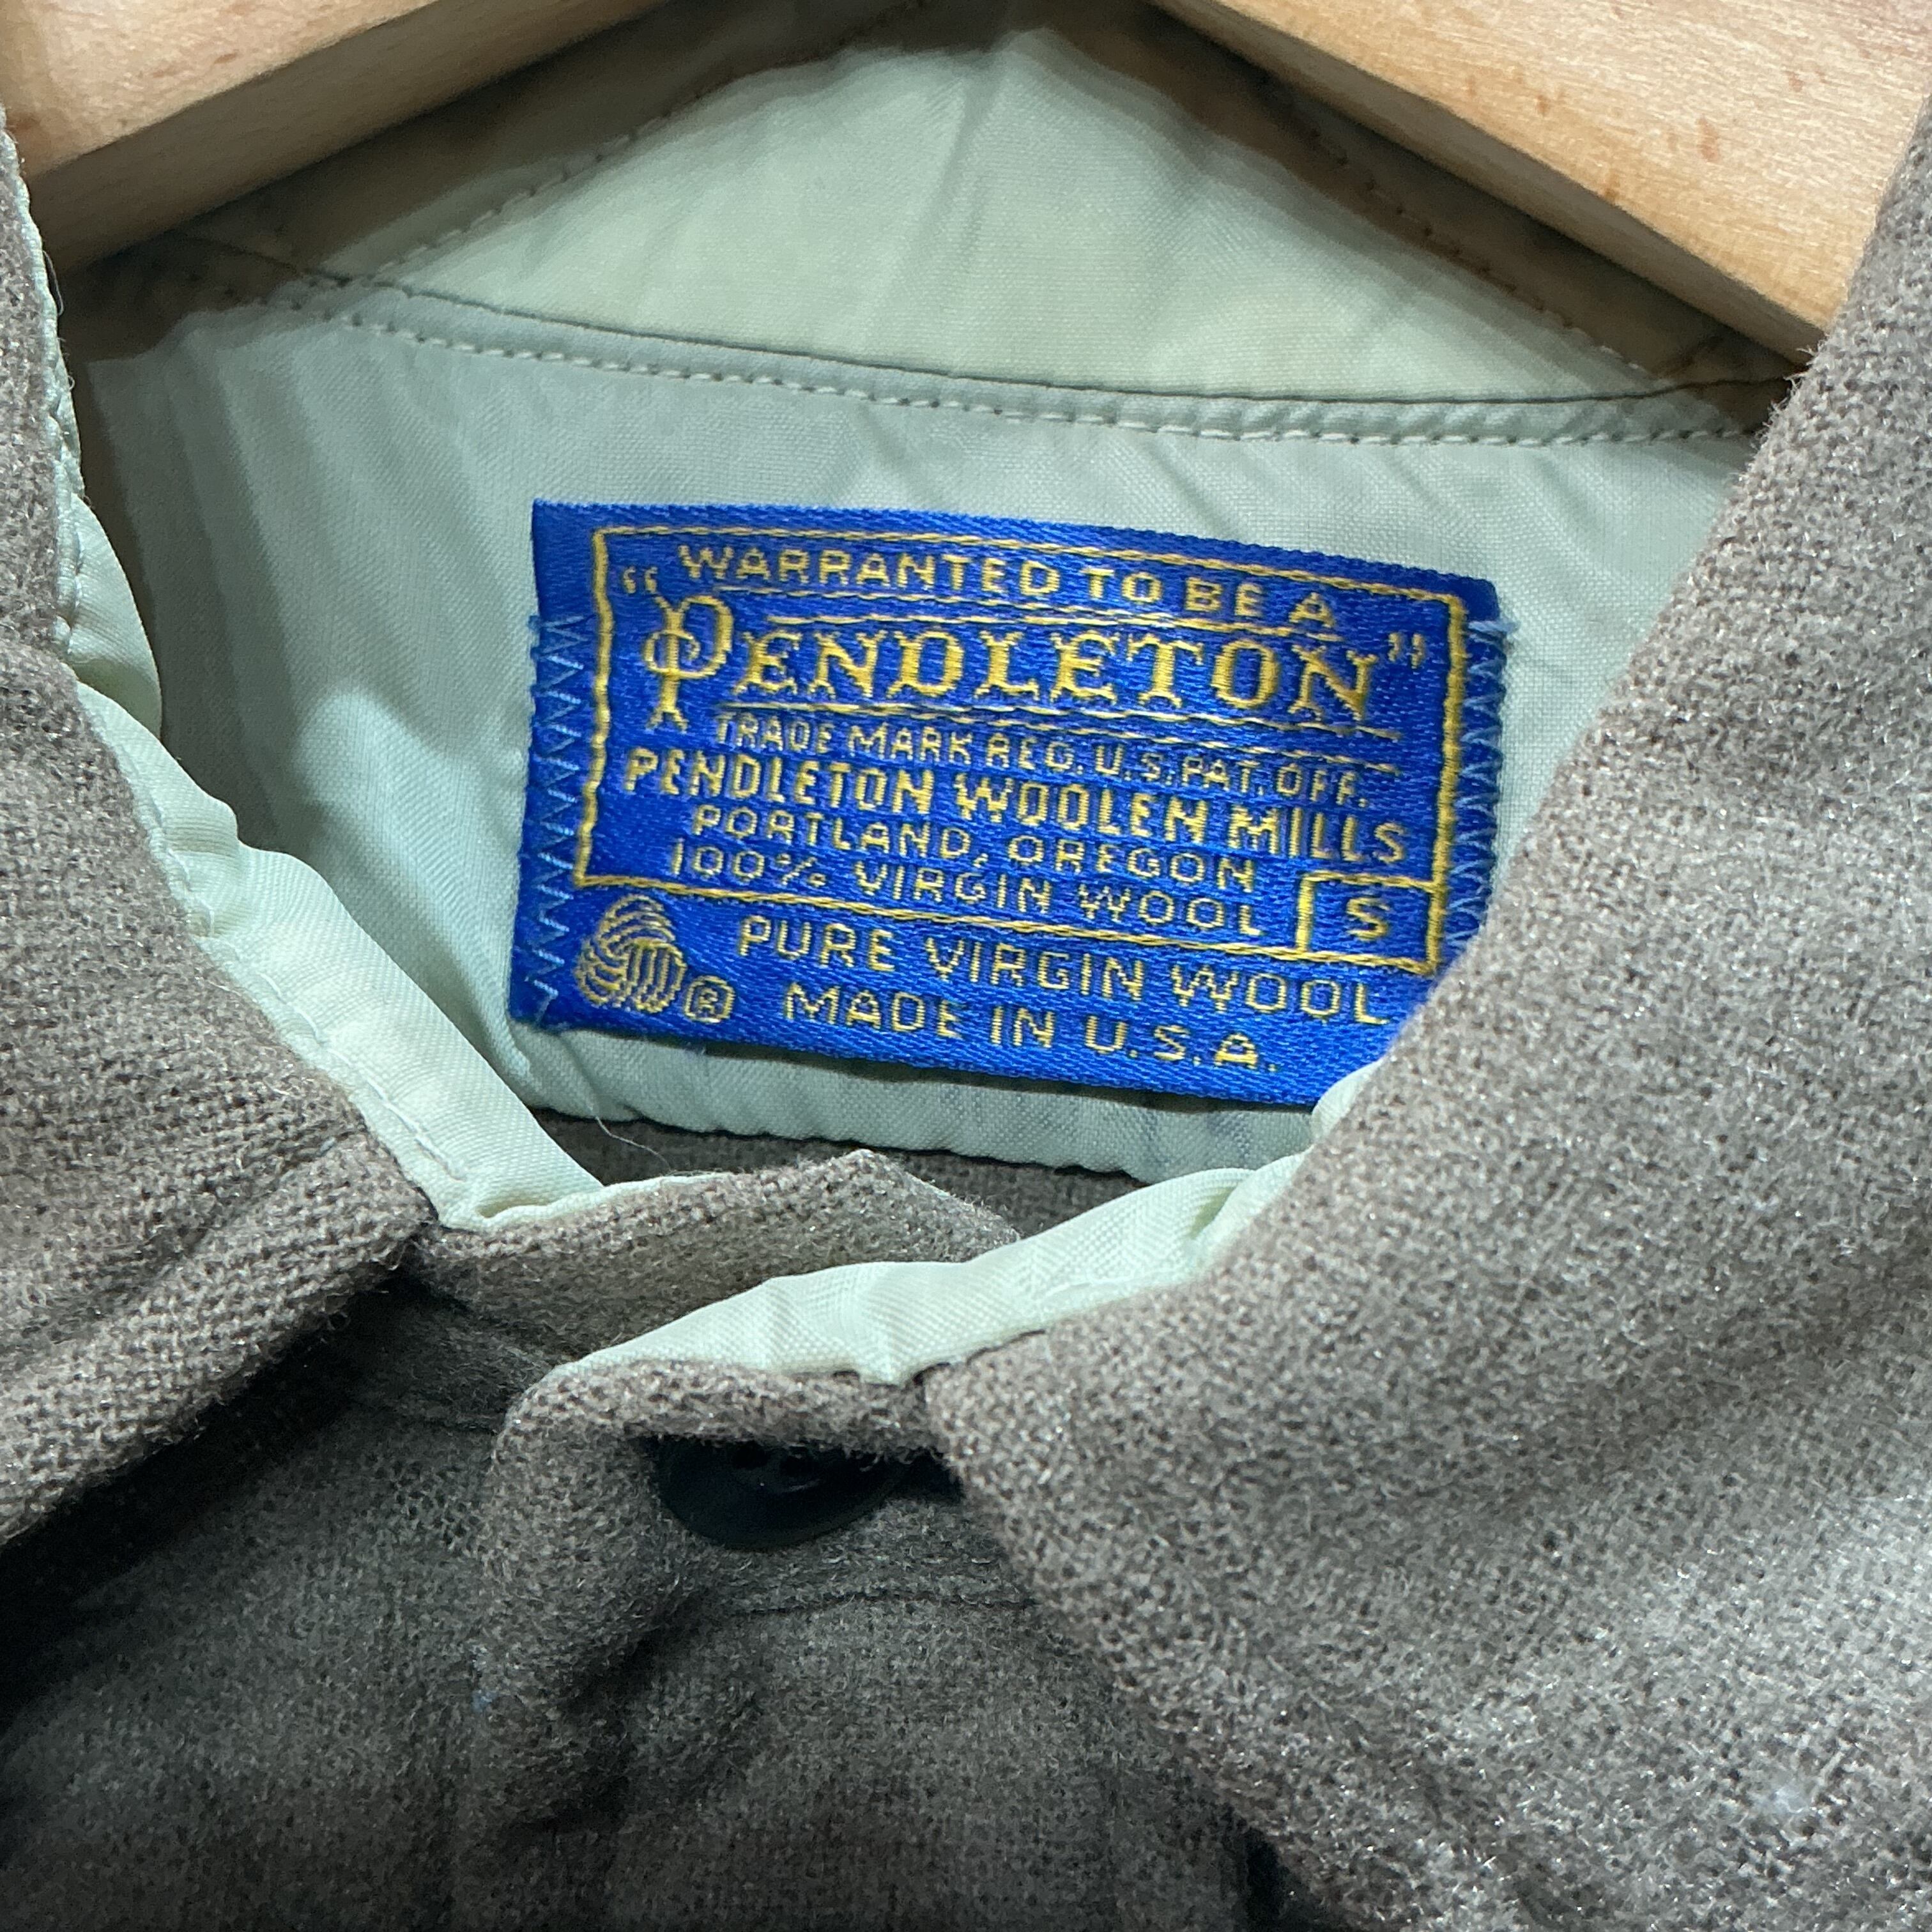 WARRANTED TO BE A
"PENDLETON"
TRADE MARK REG. U.S. PAT. OFF.
PENDLETON WOOLEN MILLS
PORTLAND, OREGON
100% VIRGIN WOOL
S
PURE VIRGIN WOOL
® MADE IN U.S.A.